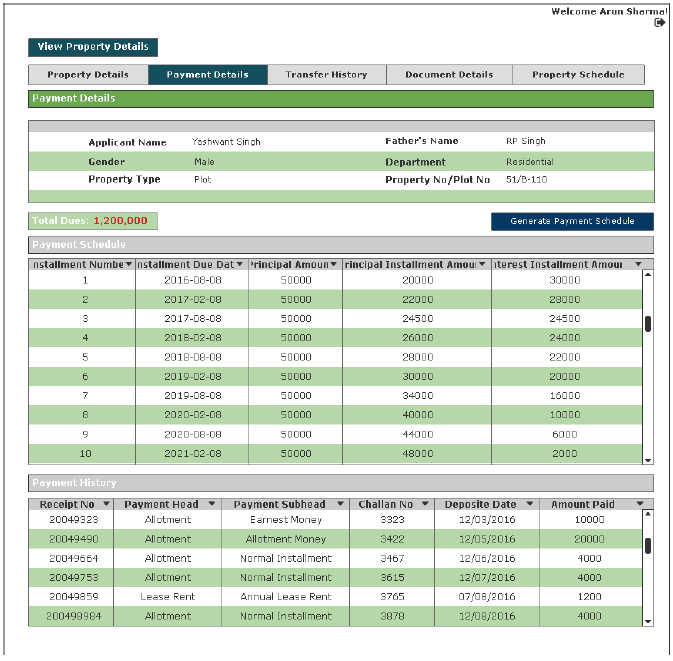 Welcome Arun Sharma!
View Property Details
Property Details Payment Details Transfer History Document Details Property Schedule
Payment Details
Applicant Name Yashwant Singh Father's Name RP Singh
Gender Male Department Residential
Property Type Plot Property No/Plot No 51/B-110
Total Dues: 1,200,000 Generate Payment Schedule
Payment Schedule
nstallment Numbe nstallment Due Dat Principal Amoun rincipal Installment Amou nterest Installment Amou
1 2016-08-08 50000 20000 30000
2 2017-02-08 50000 22000 28000
3 2017-08-08 50000 24500 24500
4 2018-02-08 50000 26000 24000
5 2018-08-08 50000 28000 22000
6 2019-02-08 50000 30000 20000
7 2019-08-08 50000 34000 16000
8 2020-02-08 50000 40000 10000
9 2020-08-08 50000 44000 6000
10 2021-02-08 50000 48000 2000
Payment History
Receipt No Payment Head Payment Subhead Challan No Deposite Date Amount Paid
20049323 Allotment Earnest Money 3323 12/03/2016 10000
20049490 Allotment Allotment Money 3422 12/05/2016 20000
20049664 Allotment Normal Installment 3467 12/06/2016 4000
20049753 Allotment Normal Installment 3615 12/07/2016 4000
20049859 Lease Rent Annual Lease Rent 3765 07/08/2016 1200
200498984 Allotment Normal Installment 3878 12/08/2016 4000